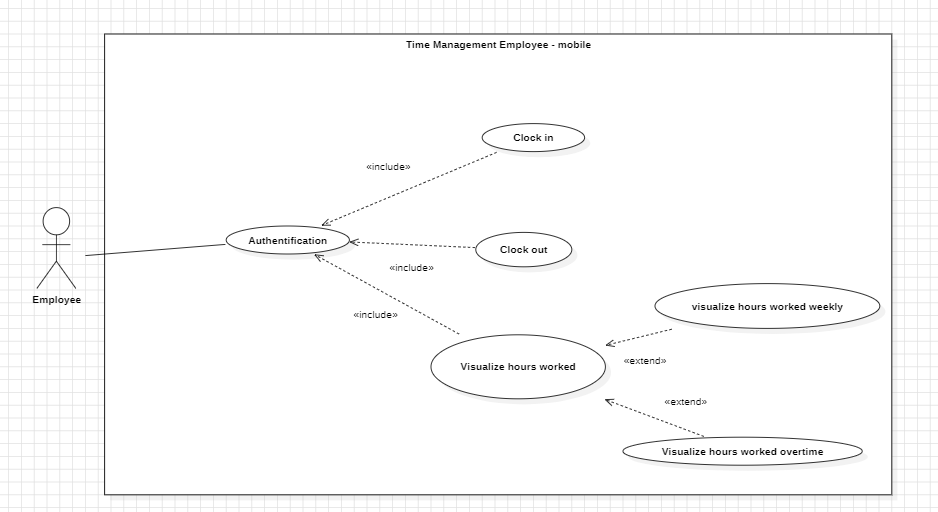 Time Management Employee - mobile
Clock in
«include»
Authentification
Clock out
«include»
Employee
visualize hours worked weekly
«include»
Visualize hours worked
«extend»
«extend»
Visualize hours worked overtime